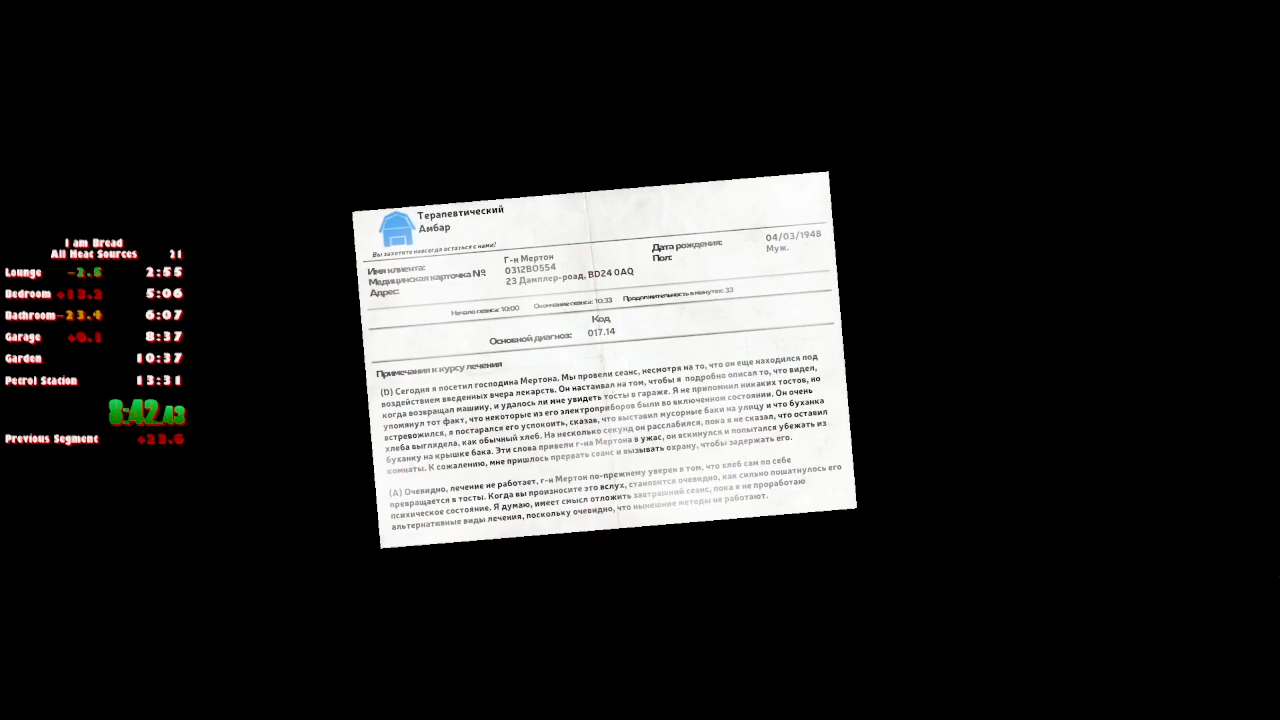 I am Bread
All Heat Sources 21
Lounge -2.5 2:55
Bedroom +13.2 5:06
Bathroom -23.4 6:07
Garage +0.1 8:37
Garden 10:37
Petrol Station 13:31
8:42.43
Previous Segment +23.6
Терапевтический
Амбар
Вы захотите навсегда остаться с нами!
Имя клиента: Г-н Мертон Дата рождения: 04/03/1948
Медицинская карточка №: 0312BO554 Пол: Муж.
Адрес: 23 Дамплер-роад, BD24 0AQ
Начало сеанса: 10:00 Окончание сеанса: 10:33 Продолжительность в минутах: 33
Код
Основной диагноз: 017.14
Примечания к курсу лечения
(D) Сегодня я посетил господина Мертона. Мы провели сеанс, несмотря на то, что он еще находился под
воздействием введенных вчера лекарств. Он настаивал на том, чтобы я подробно описал то, что видел,
когда возвращал машину, и удалось ли мне увидеть тосты в гараже. Я не припомнил никаких тостов, но
упомянул тот факт, что некоторые из его электроприборов были во включенном состоянии. Он очень
встревожился, я постарался его успокоить, сказав, что выставил мусорные баки на улицу и что буханка
хлеба выглядела, как обычный хлеб. На несколько секунд он расслабился, пока я не сказал, что оставил
буханку на крышке бака. Эти слова привели г-на Мертона в ужас, он вскинулся и попытался убежать из
комнаты. К сожалению, мне пришлось прервать сеанс и вызывать охрану, чтобы задержать его.
(A) Очевидно, лечение не работает, г-н Мертон по-прежнему уверен в том, что хлеб сам по себе
превращается в тосты. Когда вы произносите это вслух, становится очевидно, как сильно пошатнулось его
психическое состояние. Я думаю, имеет смысл отложить завтрашний сеанс, пока я не проработаю
альтернативные виды лечения, поскольку очевидно, что нынешние методы не работают.